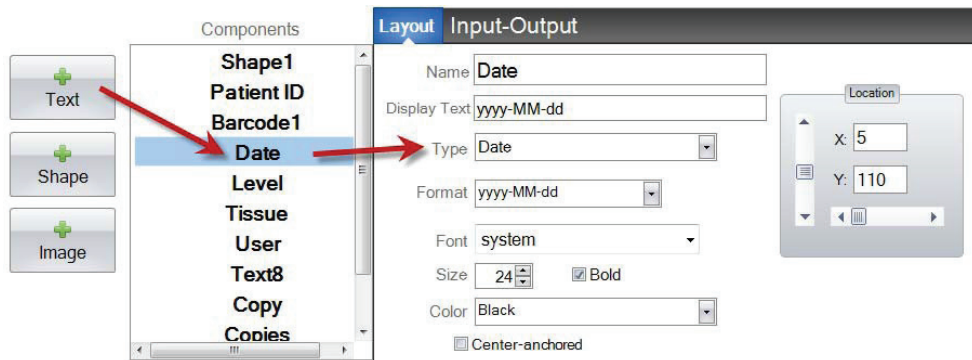 Components
Text
Shape
Image
Shape1
Patient ID
Barcode1
Date
Level
Tissue
User
Text8
Copy
Copies
Layout Input-Output
Name Date
Display Text yyyy-MM-dd
Type Date
Format yyyy-MM-dd
Font system
Size 24 Bold
Color Black
Center-anchored
Location
X: 5
Y: 110